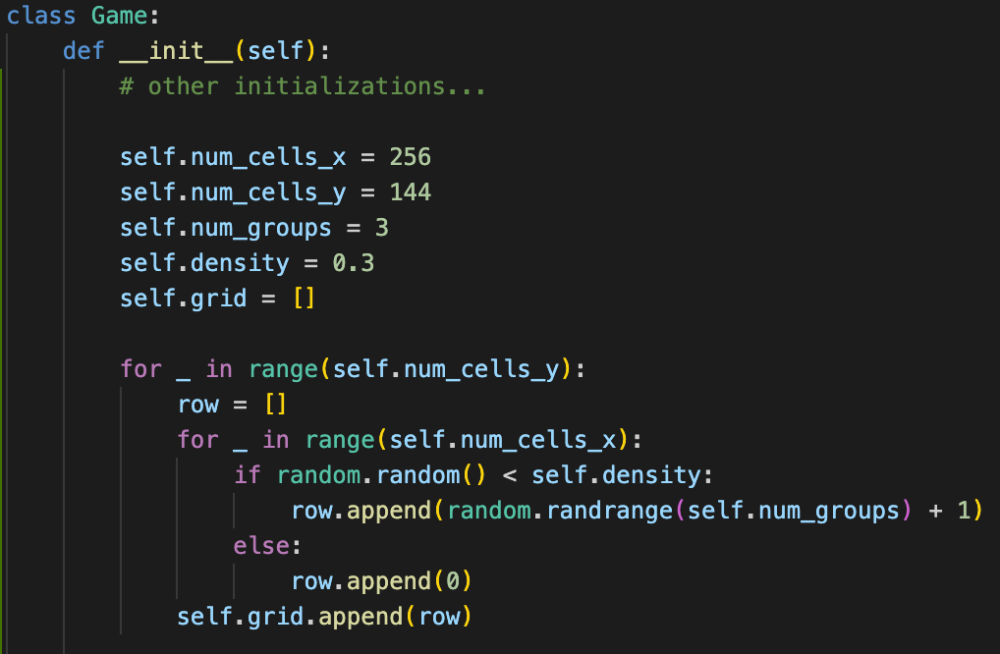 class Game:
    def __init__(self):
        # other initializations...

        self.num_cells_x = 256
        self.num_cells_y = 144
        self.num_groups = 3
        self.density = 0.3
        self.grid = []

        for _ in range(self.num_cells_y):
            row = []
            for _ in range(self.num_cells_x):
                if random.random() < self.density:
                    row.append(random.randrange(self.num_groups) + 1)
                else:
                    row.append(0)
            self.grid.append(row)